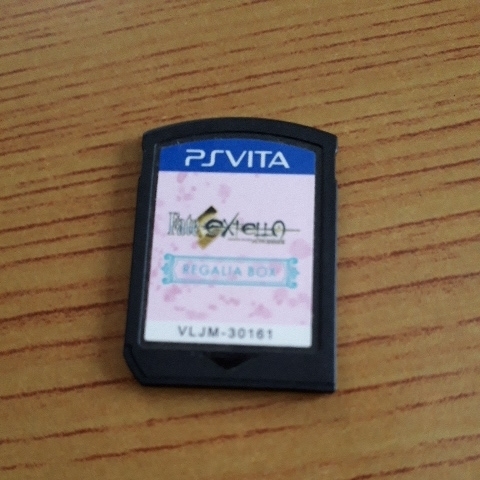 PSVITA
Fate/EXTELLA
REGALIA BOX
VLJM-30161